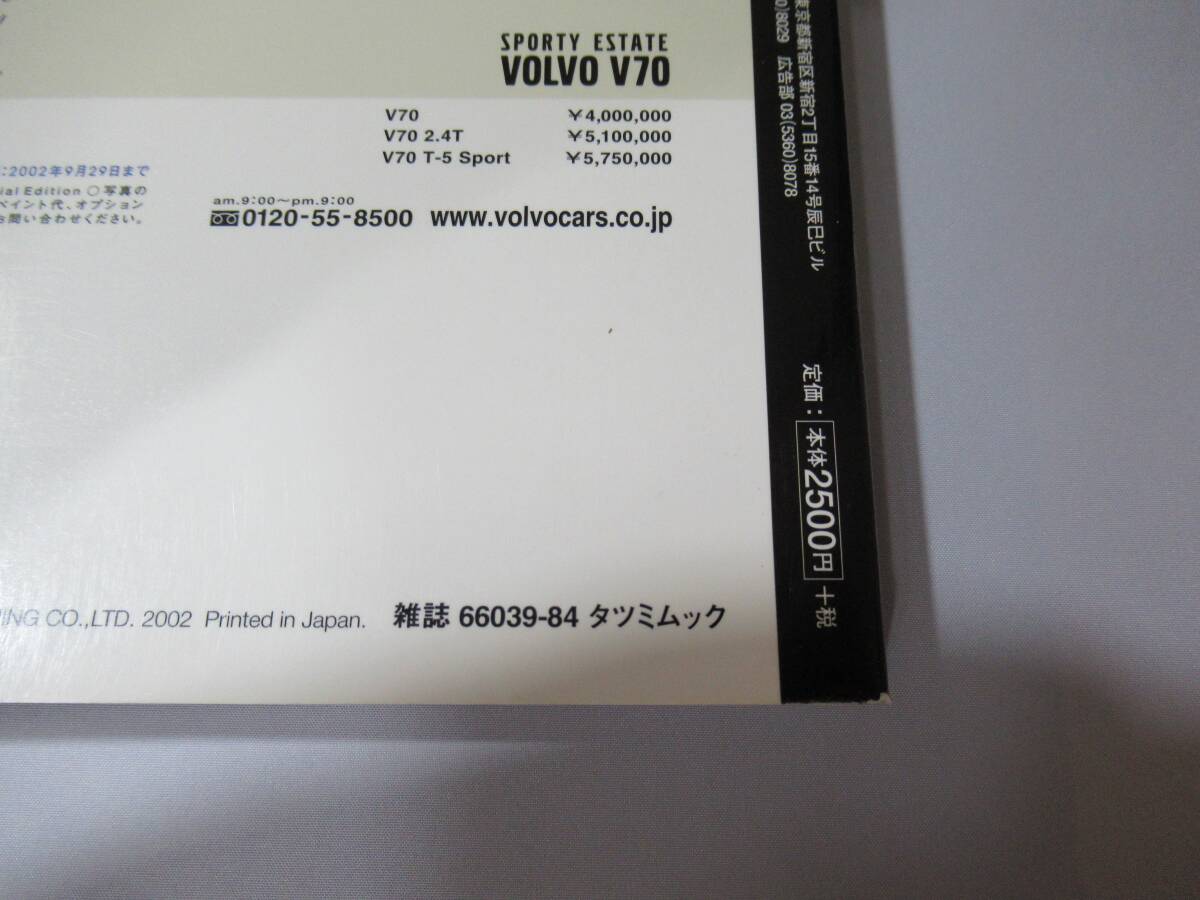 SPORTY ESTATE
VOLVO V70
V70 ¥4,000,000
V70 2.4T ¥5,100,000
V70 T-5 Sport ¥5,750,000
:2002年9月29日まで
ial Edition ○写真の
ペイント代、オプション
お問い合わせください。
am.9:00〜pm.9:00
0120-55-8500 www.volvocars.co.jp
ING CO.,LTD. 2002 Printed in Japan. 雑誌 66039-84 タツミムック
東京都新宿区新宿2丁目15番14号辰巳ビル
0)8029 広告部 03(5360)8078
定価:本体2500円+税